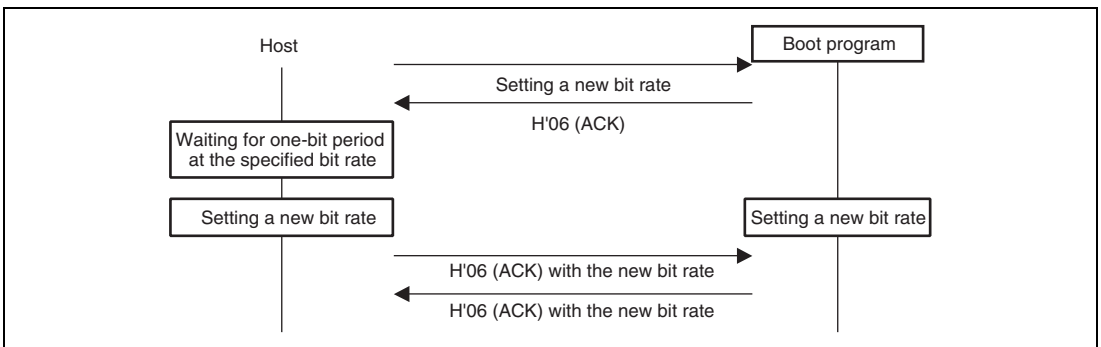 Host
Boot program
Setting a new bit rate
H'06 (ACK)
Waiting for one-bit period
at the specified bit rate
Setting a new bit rate
Setting a new bit rate
H'06 (ACK) with the new bit rate
H'06 (ACK) with the new bit rate